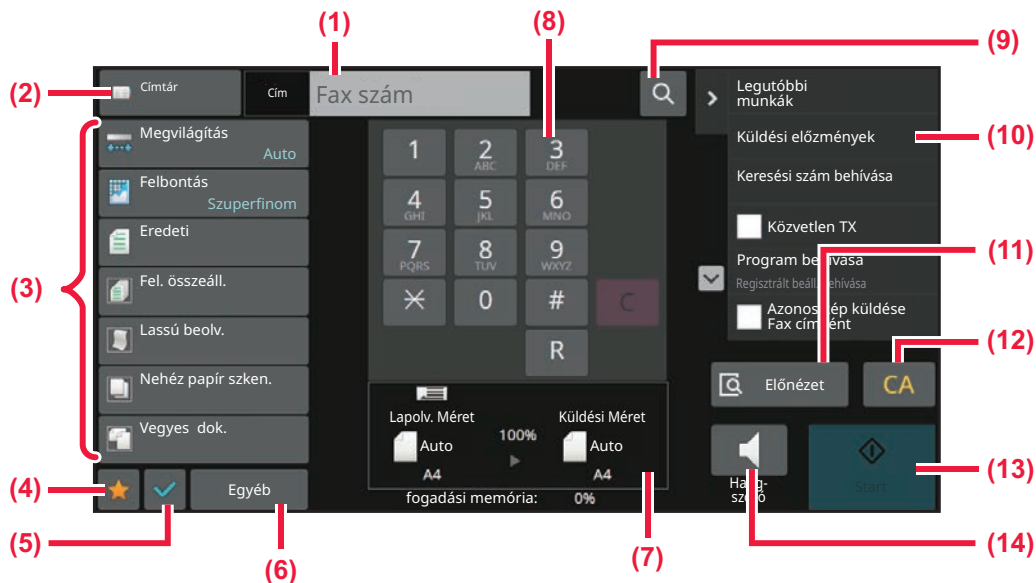 (1)
(8)
(9)
(2)
Címtár
Cím
Fax szám
Legutóbbi
munkák
(10)
Küldési előzmények
Keresési szám behívása
Közvetlen TX
(11)
Program behívása
Regisztrált beáll. behívása
Azonos kép küldése
Fax címként
(12)
(3)
Megvilágítás
Auto
Felbontás
Szuperfinom
Eredeti
Fel. összeáll.
Lassú beolv.
Nehéz papír szken.
Vegyes dok.
1
2
ABC
3
DEF
4
GHI
5
JKL
6
MNO
7
PQRS
8
TUV
9
WXYZ
0
#
C
R
Előnézet
CA
Lapolv. Méret
Küldési Méret
Auto
100%
Auto
A4
A4
fogadási memória: 0%
Hang-
szóró
Start
(13)
(4)
(5)
Egyéb
(6)
(7)
(14)